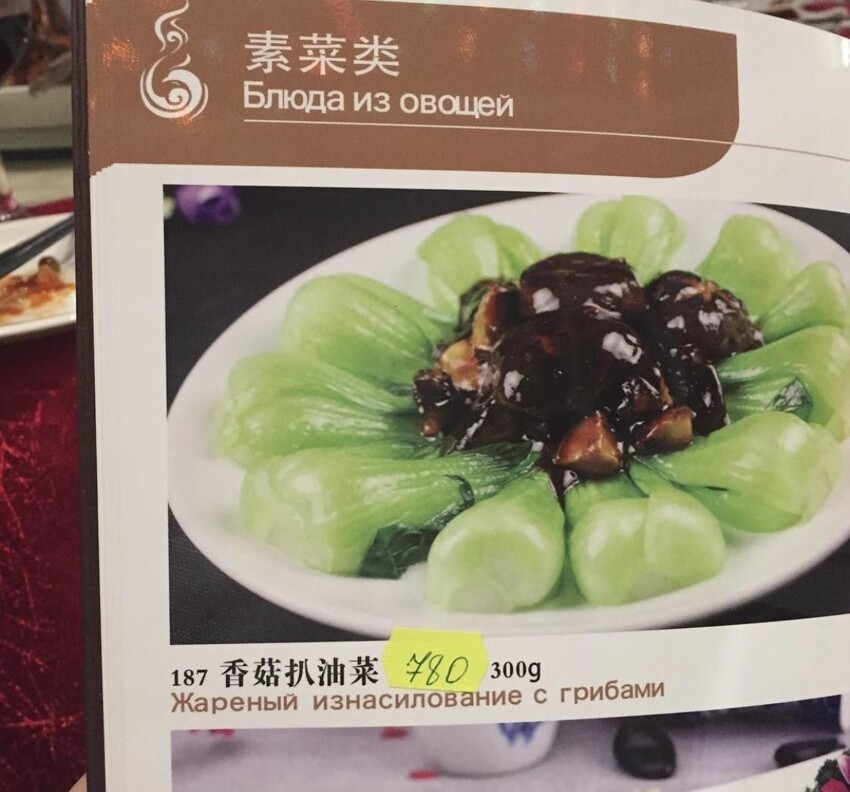 素菜类
Блюда из овощей
187 香菇扒油菜 780 300g
Жареный изнасилование с грибами